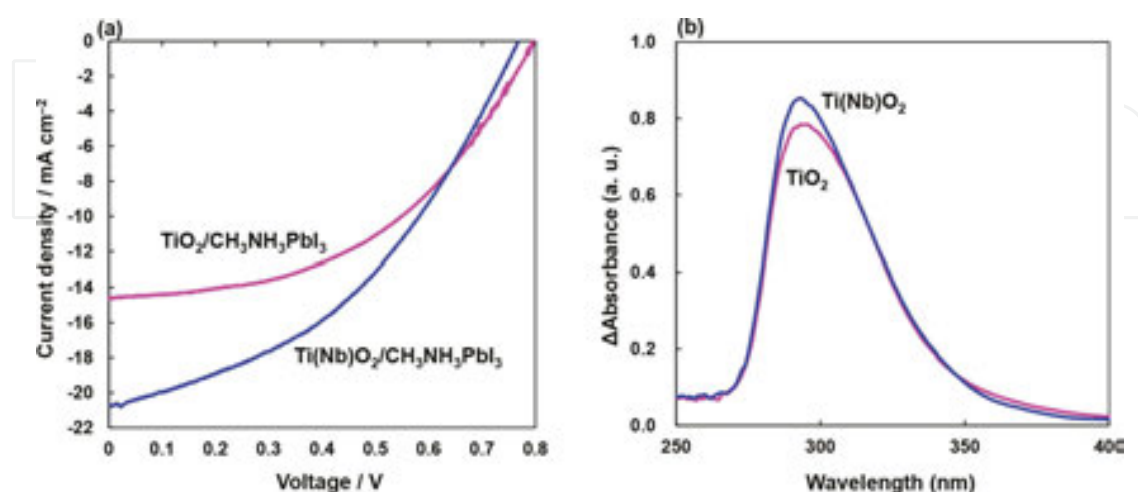 (a)
0
-2
-4
-6
-8
-10
-12
-14
-16
-18
-20
-22
Current density / mA cm⁻²
TiO₂/CH₃NH₃PbI₃
Ti(Nb)O₂/CH₃NH₃PbI₃
0 0.1 0.2 0.3 0.4 0.5 0.6 0.7 0.8
Voltage / V
(b)
1.0
0.8
0.6
0.4
0.2
0.0
ΔAbsorbance (a. u.)
Ti(Nb)O₂
TiO₂
250 300 350 400
Wavelength (nm)